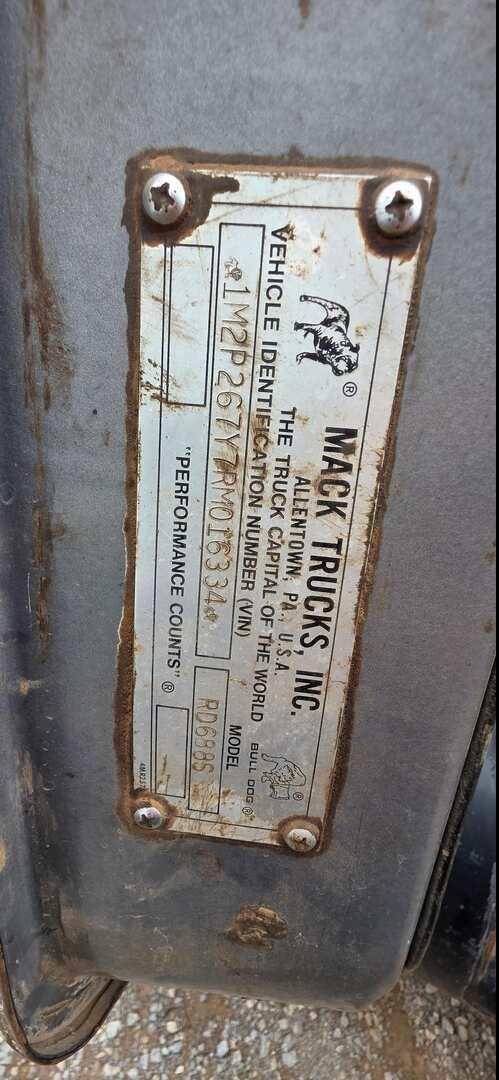 ® MACK TRUCKS, INC.
ALLENTOWN, PA., U.S.A.
THE TRUCK CAPITAL OF THE WORLD
BULL DOG®
®
VEHICLE IDENTIFICATION NUMBER (VIN)
MODEL
1M2P267Y7RM016334
RD688S
"PERFORMANCE COUNTS"®